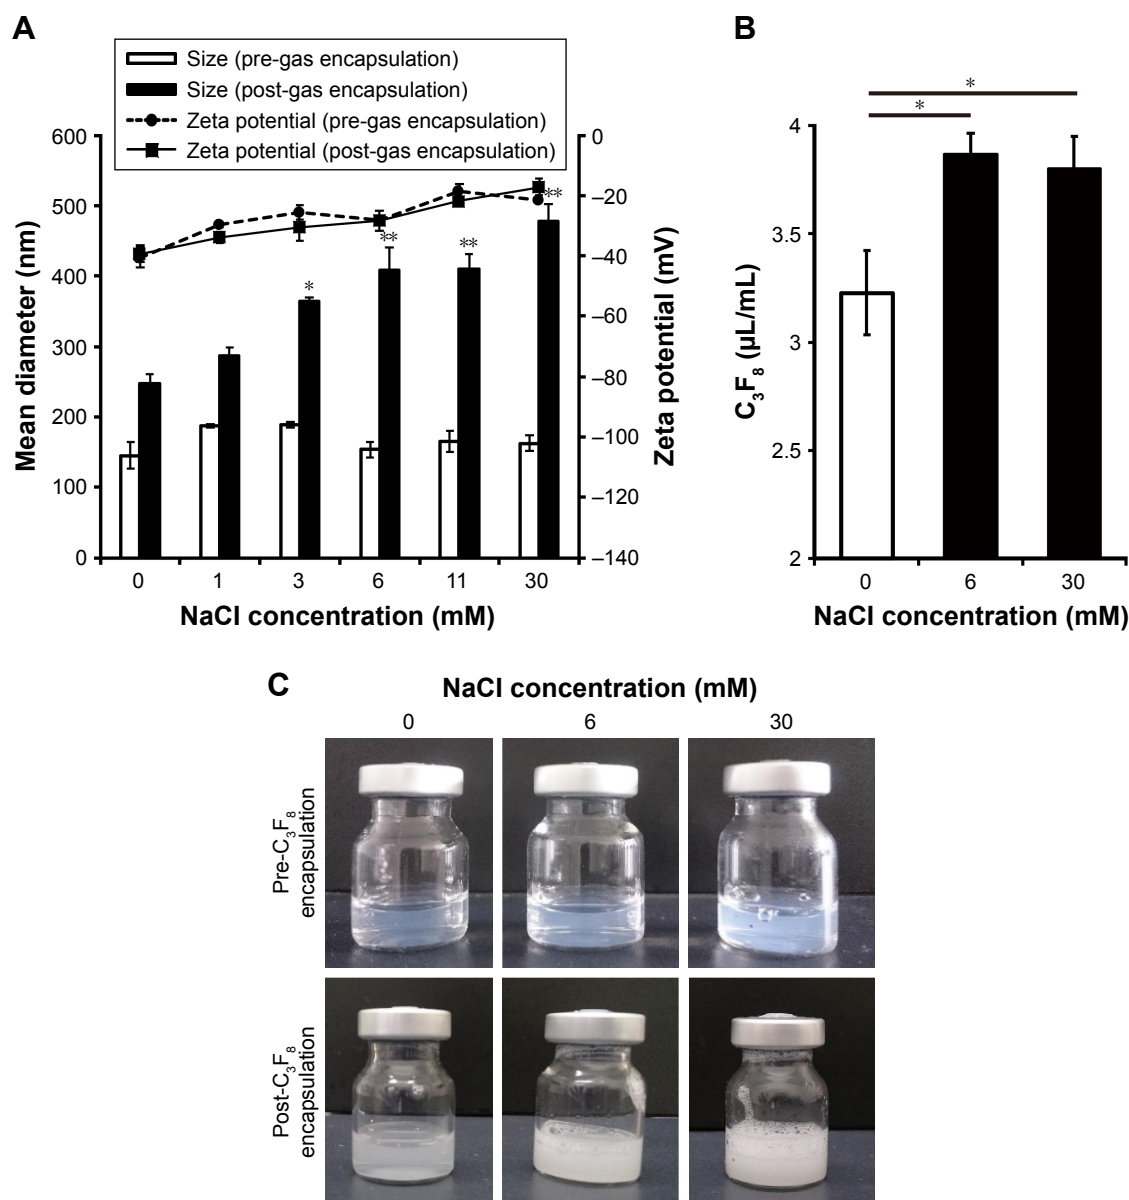 A
Size (pre-gas encapsulation)
Size (post-gas encapsulation)
Zeta potential (pre-gas encapsulation)
Zeta potential (post-gas encapsulation)
600
500
400
300
200
100
0
Mean diameter (nm)
0
–20
–40
–60
–80
–100
–120
–140
Zeta potential (mV)
*
**
**
**
0 1 3 6 11 30
NaCl concentration (mM)
B
*
*
4
3.5
3
2.5
2
C₃F₈ (µL/mL)
0 6 30
NaCl concentration (mM)
C
NaCl concentration (mM)
0 6 30
Pre-C₃F₈
encapsulation
Post-C₃F₈
encapsulation